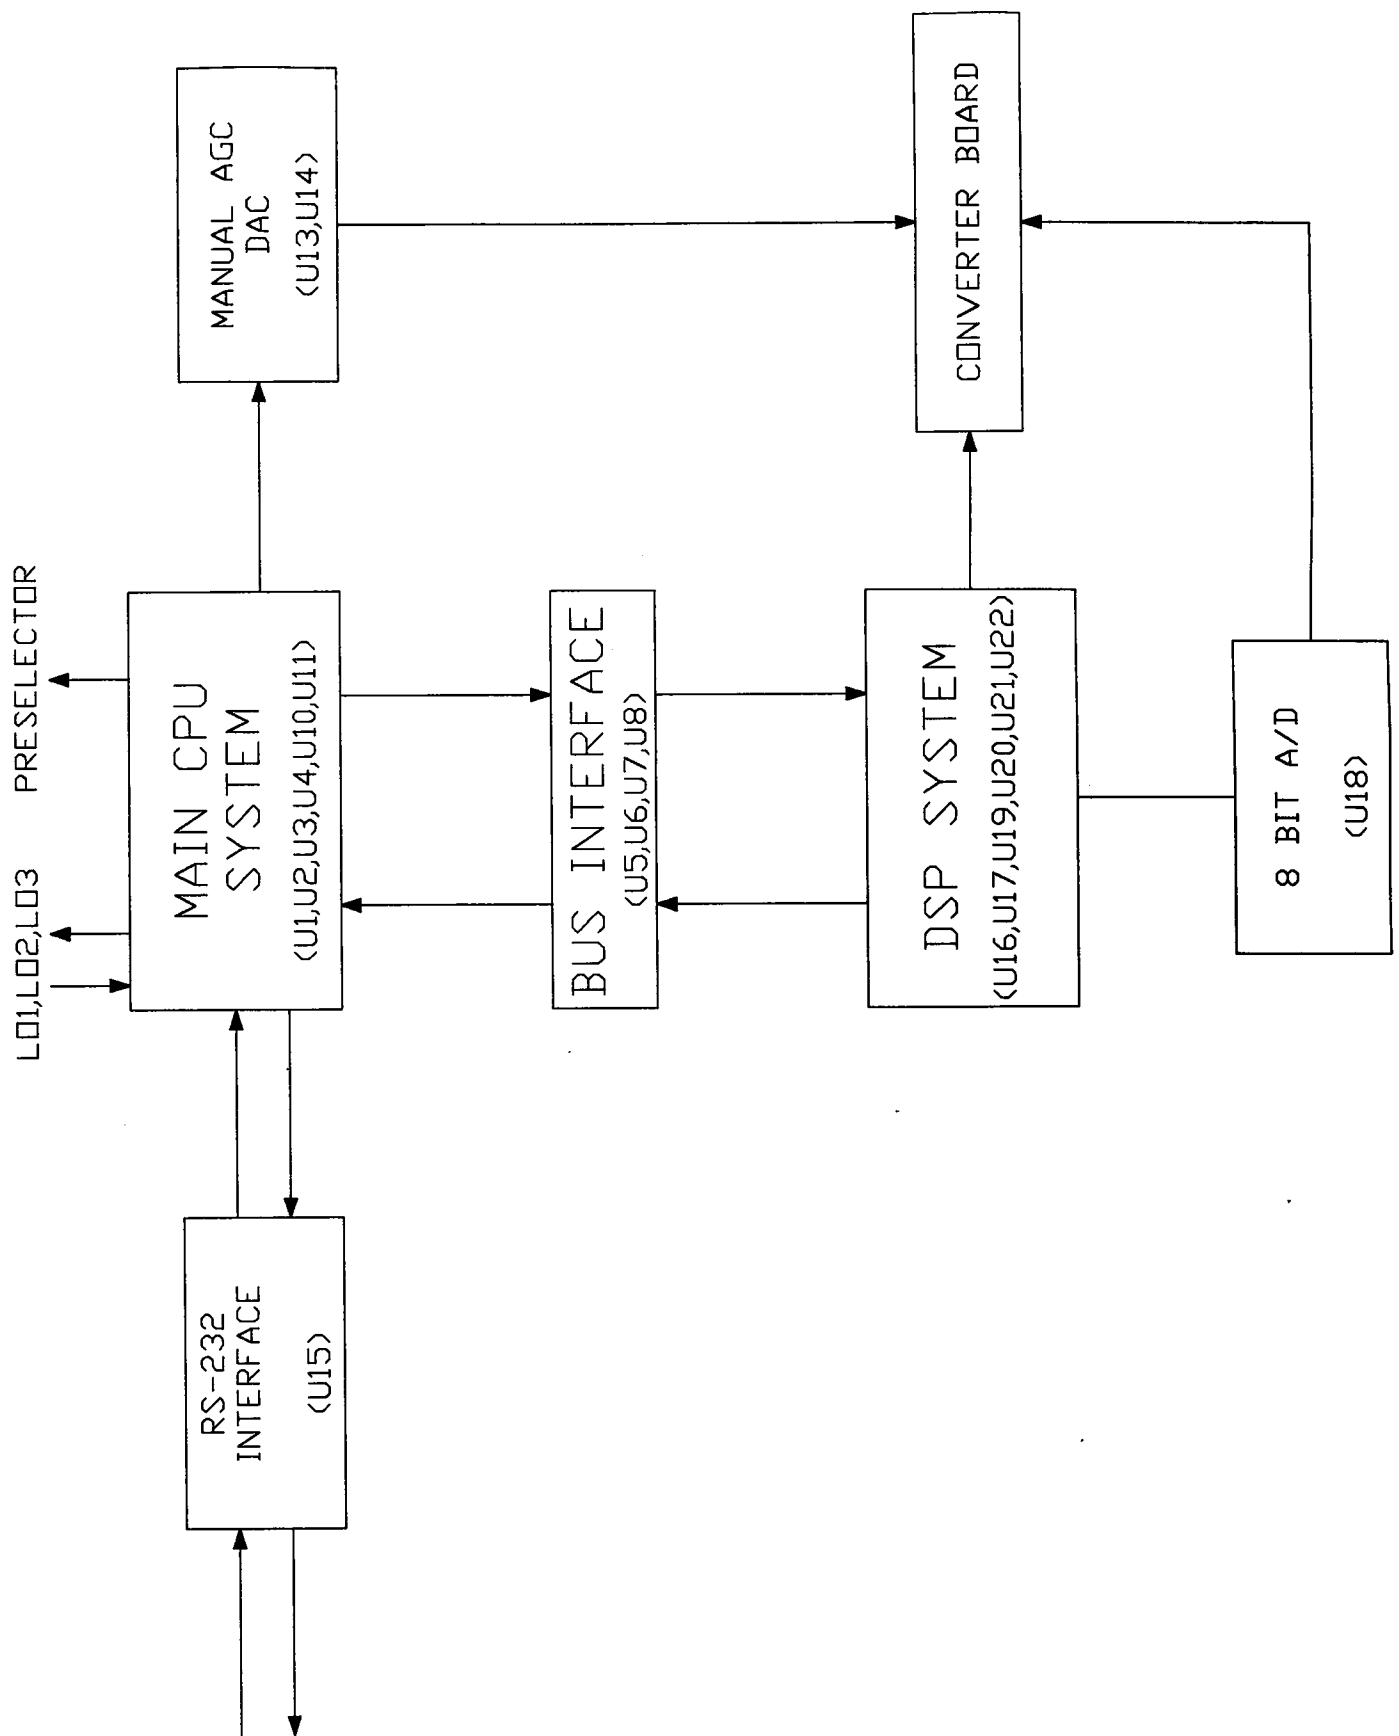 LO1,LO2,LO3
PRESELECTOR
RS-232
INTERFACE
(U15)
MAIN CPU
SYSTEM
(U1,U2,U3,U4,U10,U11)
MANUAL AGC
DAC
(U13,U14)
BUS INTERFACE
(U5,U6,U7,U8)
DSP SYSTEM
(U16,U17,U19,U20,U21,U22)
CONVERTER BOARD
8 BIT A/D
(U18)